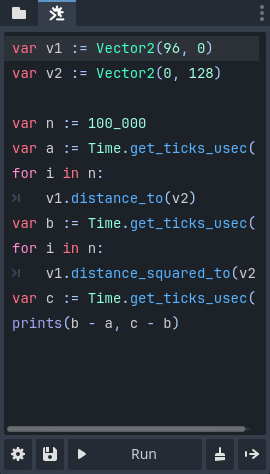 var v1 := Vector2(96, 0)
var v2 := Vector2(0, 128)

var n := 100_000
var a := Time.get_ticks_usec(
for i in n:
v1.distance_to(v2)
var b := Time.get_ticks_usec(
for i in n:
v1.distance_squared_to(v2
var c := Time.get_ticks_usec(
prints(b - a, c - b)
Run